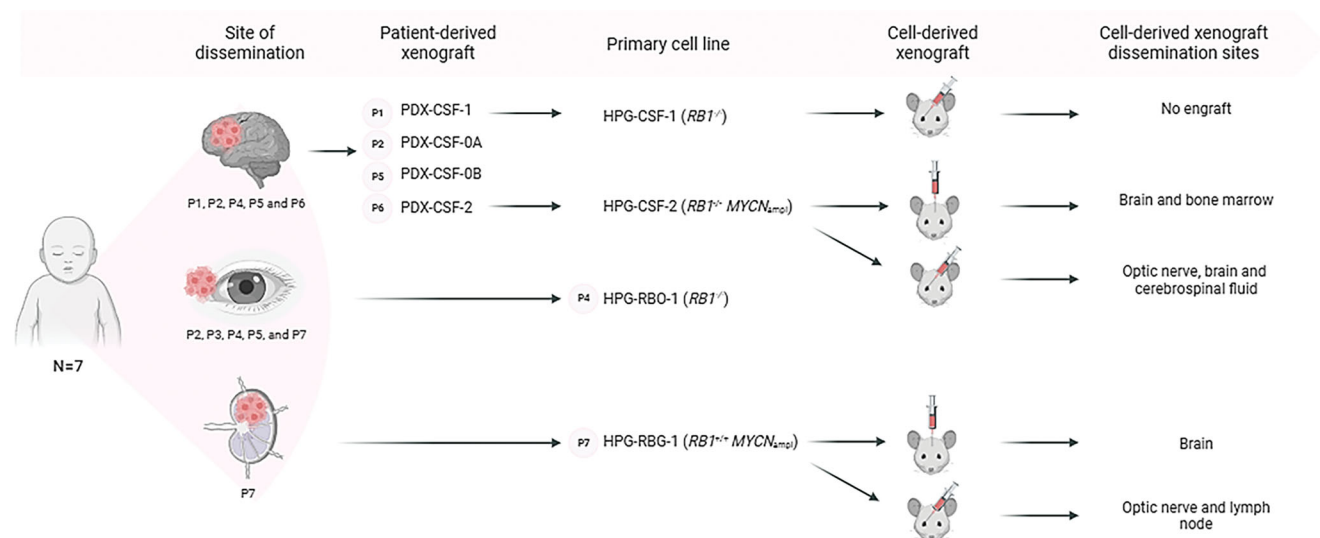 Site of
dissemination
Patient-derived
xenograft
Primary cell line
Cell-derived
xenograft
Cell-derived xenograft
dissemination sites
P1 PDX-CSF-1
HPG-CSF-1 (RB1-/-)
No engraft
P2 PDX-CSF-0A
P5 PDX-CSF-0B
P6 PDX-CSF-2
HPG-CSF-2 (RB1-/- MYCNampl)
Brain and bone marrow
P1, P2, P4, P5 and P6
Optic nerve, brain and
cerebrospinal fluid
P4 HPG-RBO-1 (RB1-/-)
P2, P3, P4, P5, and P7
N=7
P7 HPG-RBG-1 (RB1+/+ MYCNampl)
Brain
P7
Optic nerve and lymph
node